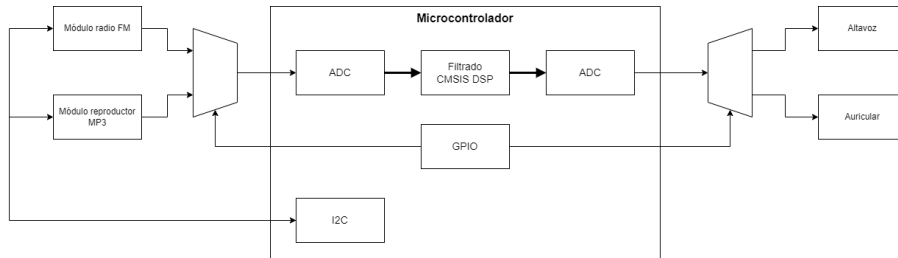 Microcontrolador
Módulo radio FM
Altavoz
ADC
Filtrado
CMSIS DSP
ADC
Módulo reproductor
MP3
Auricular
GPIO
I2C